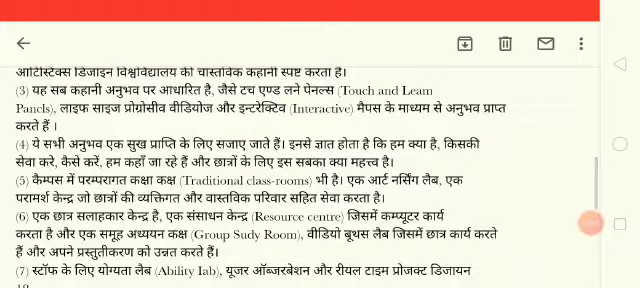 आर्टिस्टिक्स डिजाइन विश्वविद्यालय की वास्तविक कहानी स्पष्ट करता है।
(3) यह सब कहानी अनुभव पर आधारित है, जैसे टच एण्ड लने पेनल्स (Touch and Leam
Pancls), लाइफ साइज प्रोग्रोसीव वीडियोज और इन्टरेक्टिव (Interactive) मैपस के माध्यम से अनुभव प्राप्त
करते हैं ।
(4) ये सभी अनुभव एक सुख प्राप्ति के लिए सजाए जाते हैं। इनसे ज्ञात होता है कि हम क्या है, किसकी
सेवा करे, कैसे करें, हम कहाँ जा रहे हैं और छात्रों के लिए इस सबका क्या महत्त्व है।
(5) कैम्पस में परम्परागत कक्षा कक्ष (Traditional class-rooms) भी है। एक आर्ट नर्सिंग लैब, एक
परामर्श केन्द्र जो छात्रों की व्यक्तिगत और वास्तविक परिवार सहित सेवा करता है।
(6) एक छात्र सलाहकार केन्द्र है, एक संसाधन केन्द्र (Resource centre) जिसमें कम्प्यूटर कार्य
करता है और एक समूह अध्ययन कक्ष (Group Sudy Room), वीडियो बूथस लैब जिसमें छात्र कार्य करते
हैं और अपने प्रस्तुतीकरण को उन्नत करते हैं।
(7) स्टॉफ के लिए योग्यता लैब (Ability Iab), यूजर ऑब्जरबेशन और रीयल टाइम प्रोजक्ट डिजायन